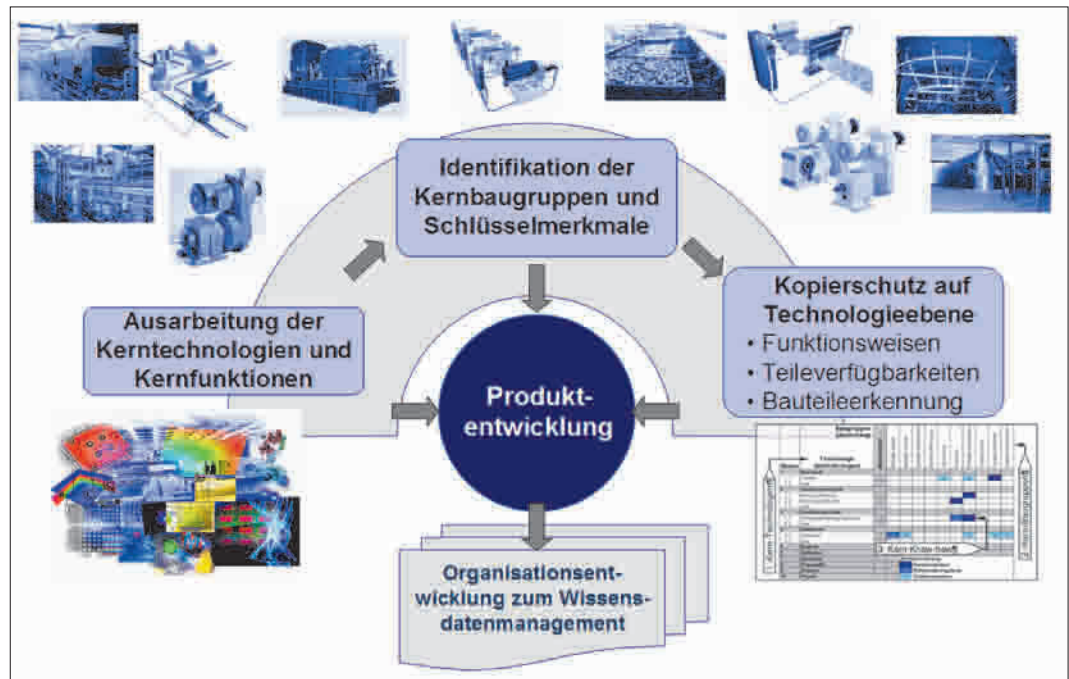 Identifikation der
Kernbaugruppen und
Schlüsselmerkmale
Ausarbeitung der
Kerntechnologien und
Kernfunktionen
Kopierschutz auf
Technologieebene
• Funktionsweisen
• Teileverfügbarkeiten
• Bauteileerkennung
Produkt-
entwicklung
Organisationsent-
wicklung zum Wissens-
datenmanagement